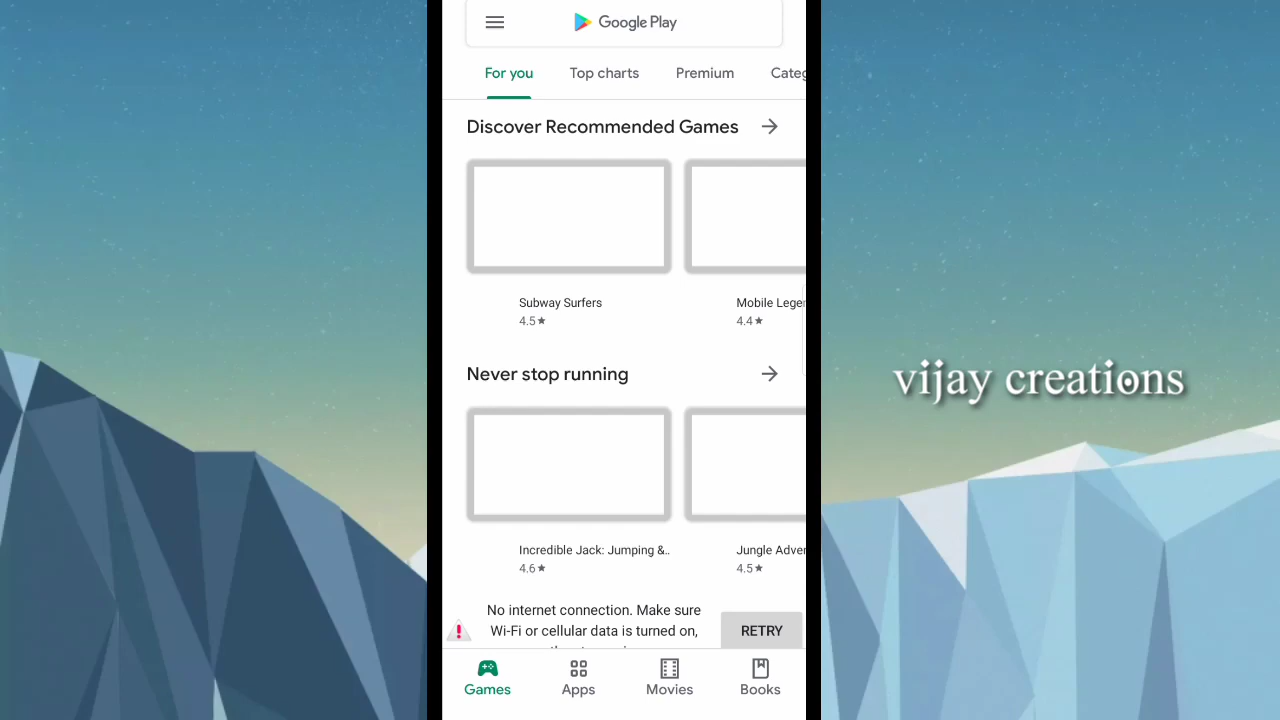 Google Play
For you Top charts Premium Categ
Discover Recommended Games
Subway Surfers Mobile Leger
4.5★ 4.4★
Never stop running
Incredible Jack: Jumping &.. Jungle Adver
4.6★ 4.5★
No internet connection. Make sure
Wi-Fi or cellular data is turned on,
RETRY
Games Apps Movies Books
vijay creations